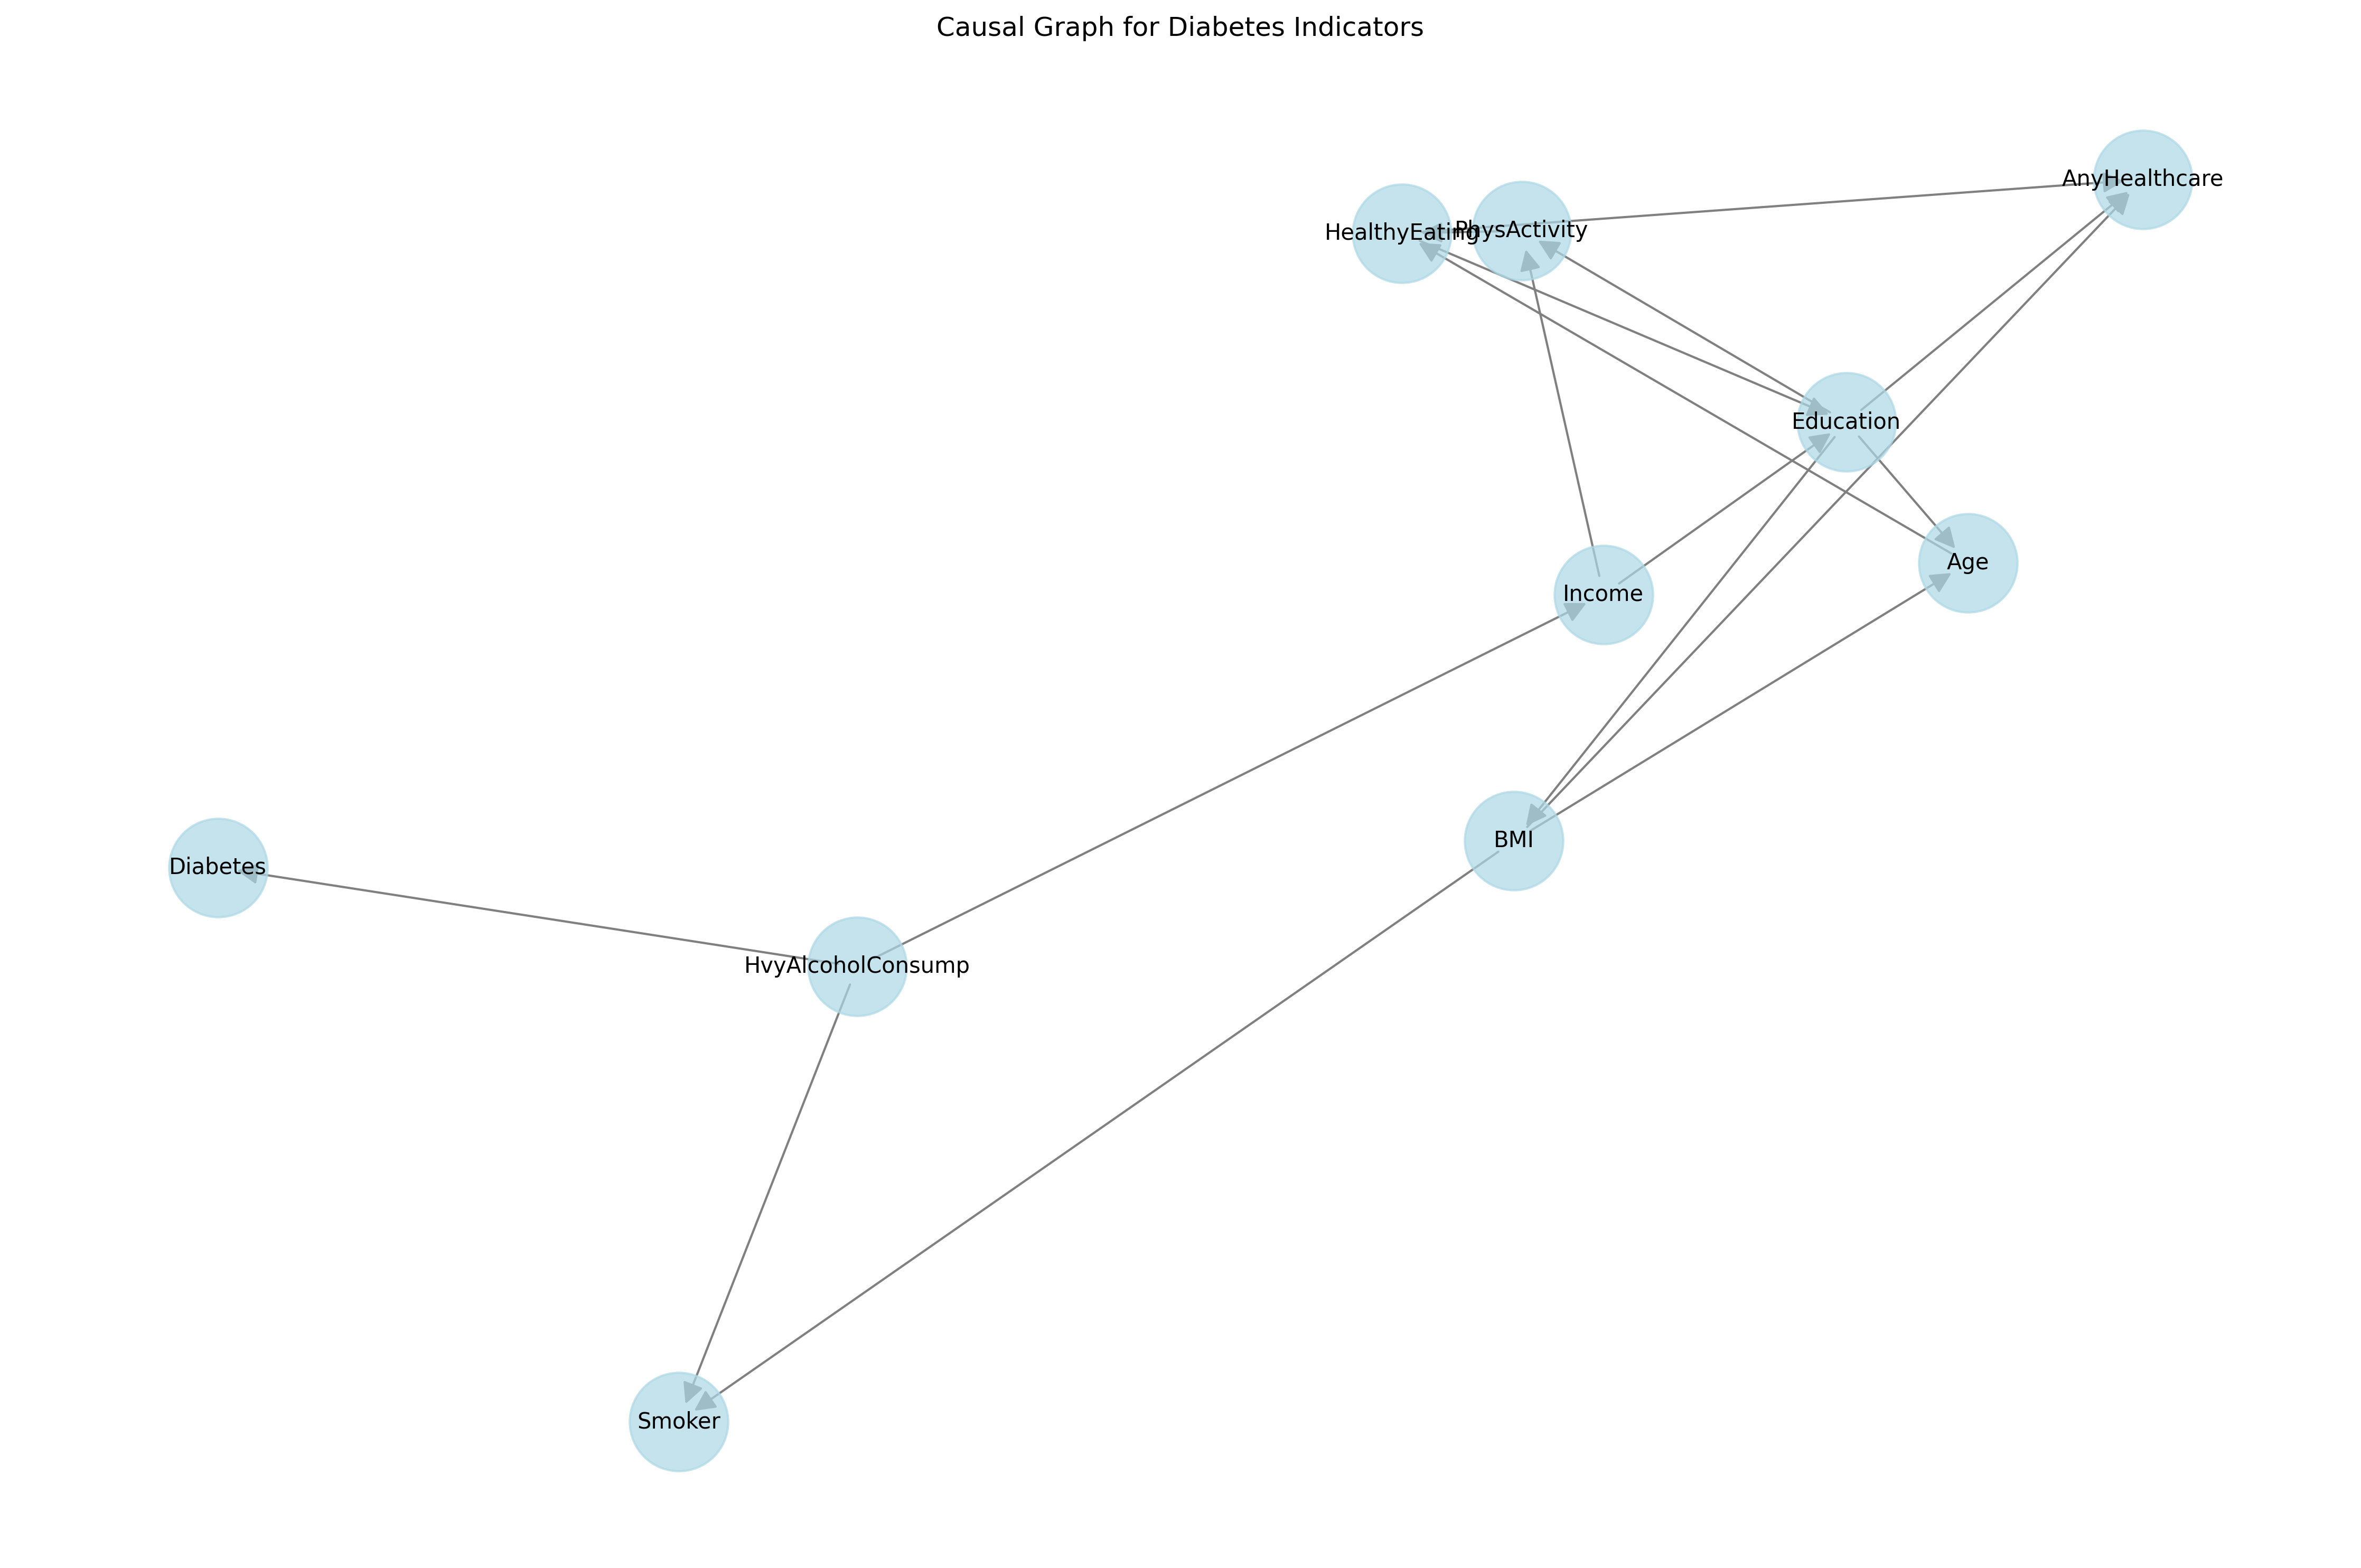 Causal Graph for Diabetes Indicators
AnyHealthcare
HealthyEating
PhysActivity
Education
Age
Income
BMI
Diabetes
HvyAlcoholConsump
Smoker